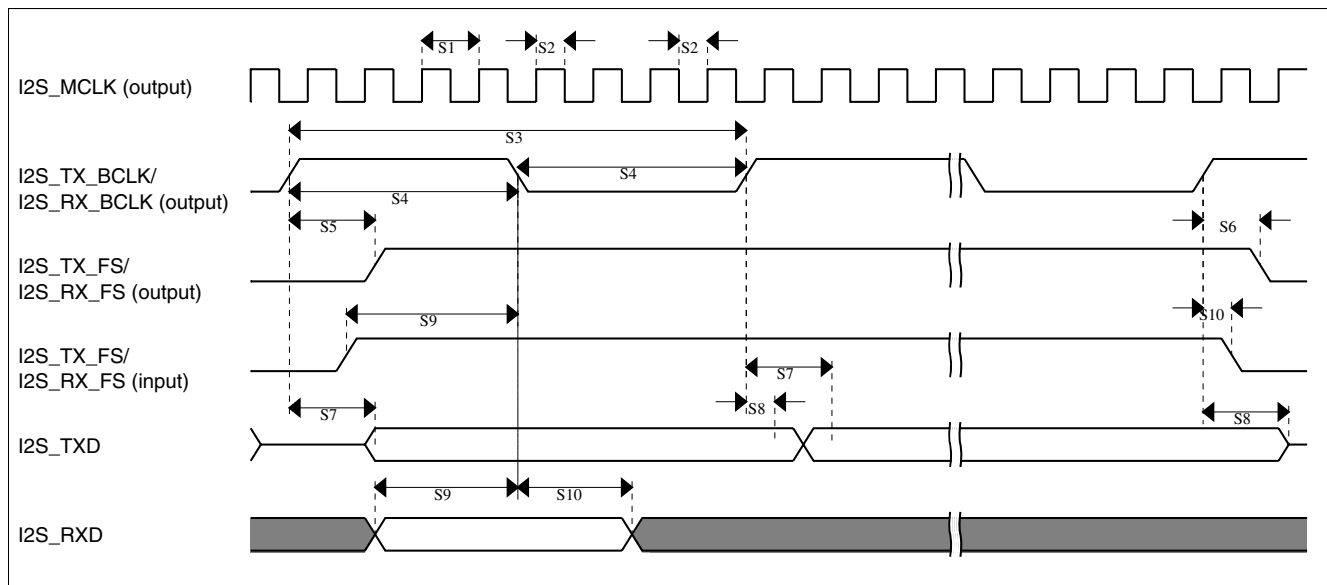 S1 S2 S2
I2S_MCLK (output)
S3
I2S_TX_BCLK/
I2S_RX_BCLK (output)
S4
S4
S5
S6
I2S_TX_FS/
I2S_RX_FS (output)
S9
S10
I2S_TX_FS/
I2S_RX_FS (input)
S7
S7
S8
S8
I2S_TXD
S9
S10
I2S_RXD